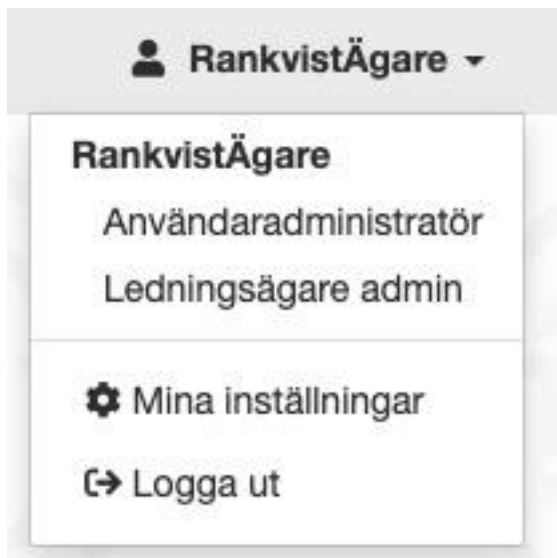 RankvistÄgare
RankvistÄgare
Användaradministratör
Ledningsägare admin
Mina inställningar
Logga ut